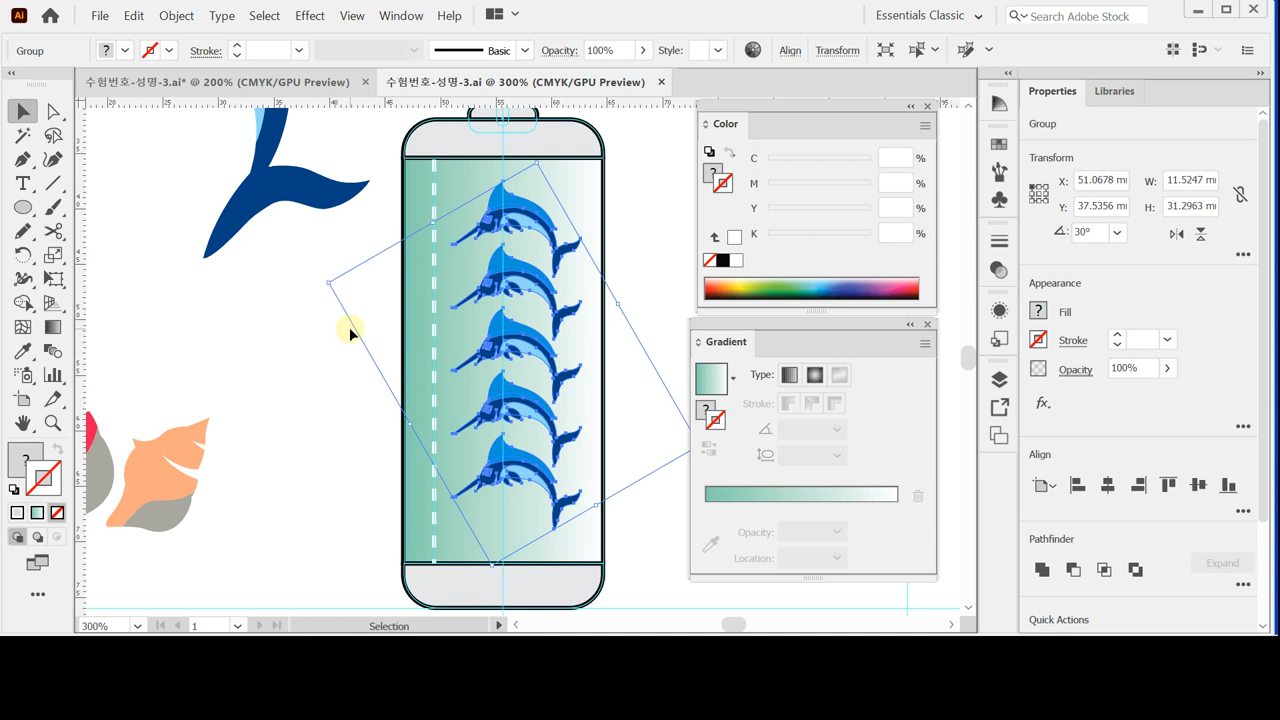 Ai File Edit Object Type Select Effect View Window Help Essentials Classic Search Adobe Stock
Group ? Stroke: Basic Opacity: 100% Style: Align Transform
수험번호-성명-3.ai* @ 200% (CMYK/GPU Preview) 수험번호-성명-3.ai @ 300% (CMYK/GPU Preview) Properties Libraries
Color
Group
Transform
C %
M %
Y %
K %
?
X: 51.0678 m W: 11.5247 m
Y: 37.5356 m H: 31.2963 m
30°
Appearance
? Fill
Stroke
Opacity 100%
fx.
Gradient
Type:
Stroke:
?
Opacity:
Location:
Align
Pathfinder
Expand
Quick Actions
?
300% 1 Selection